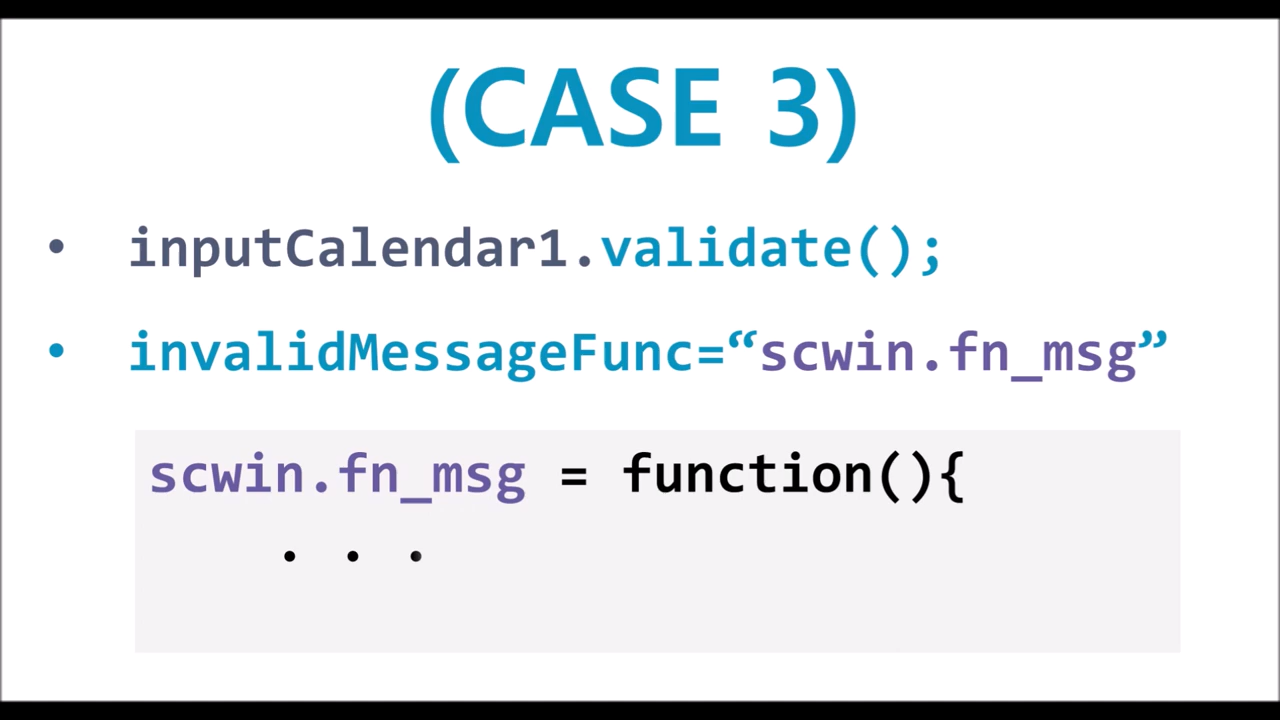 (CASE 3)
• inputCalendar1.validate();
• invalidMessageFunc=“scwin.fn_msg”
scwin.fn_msg = function(){
. . .